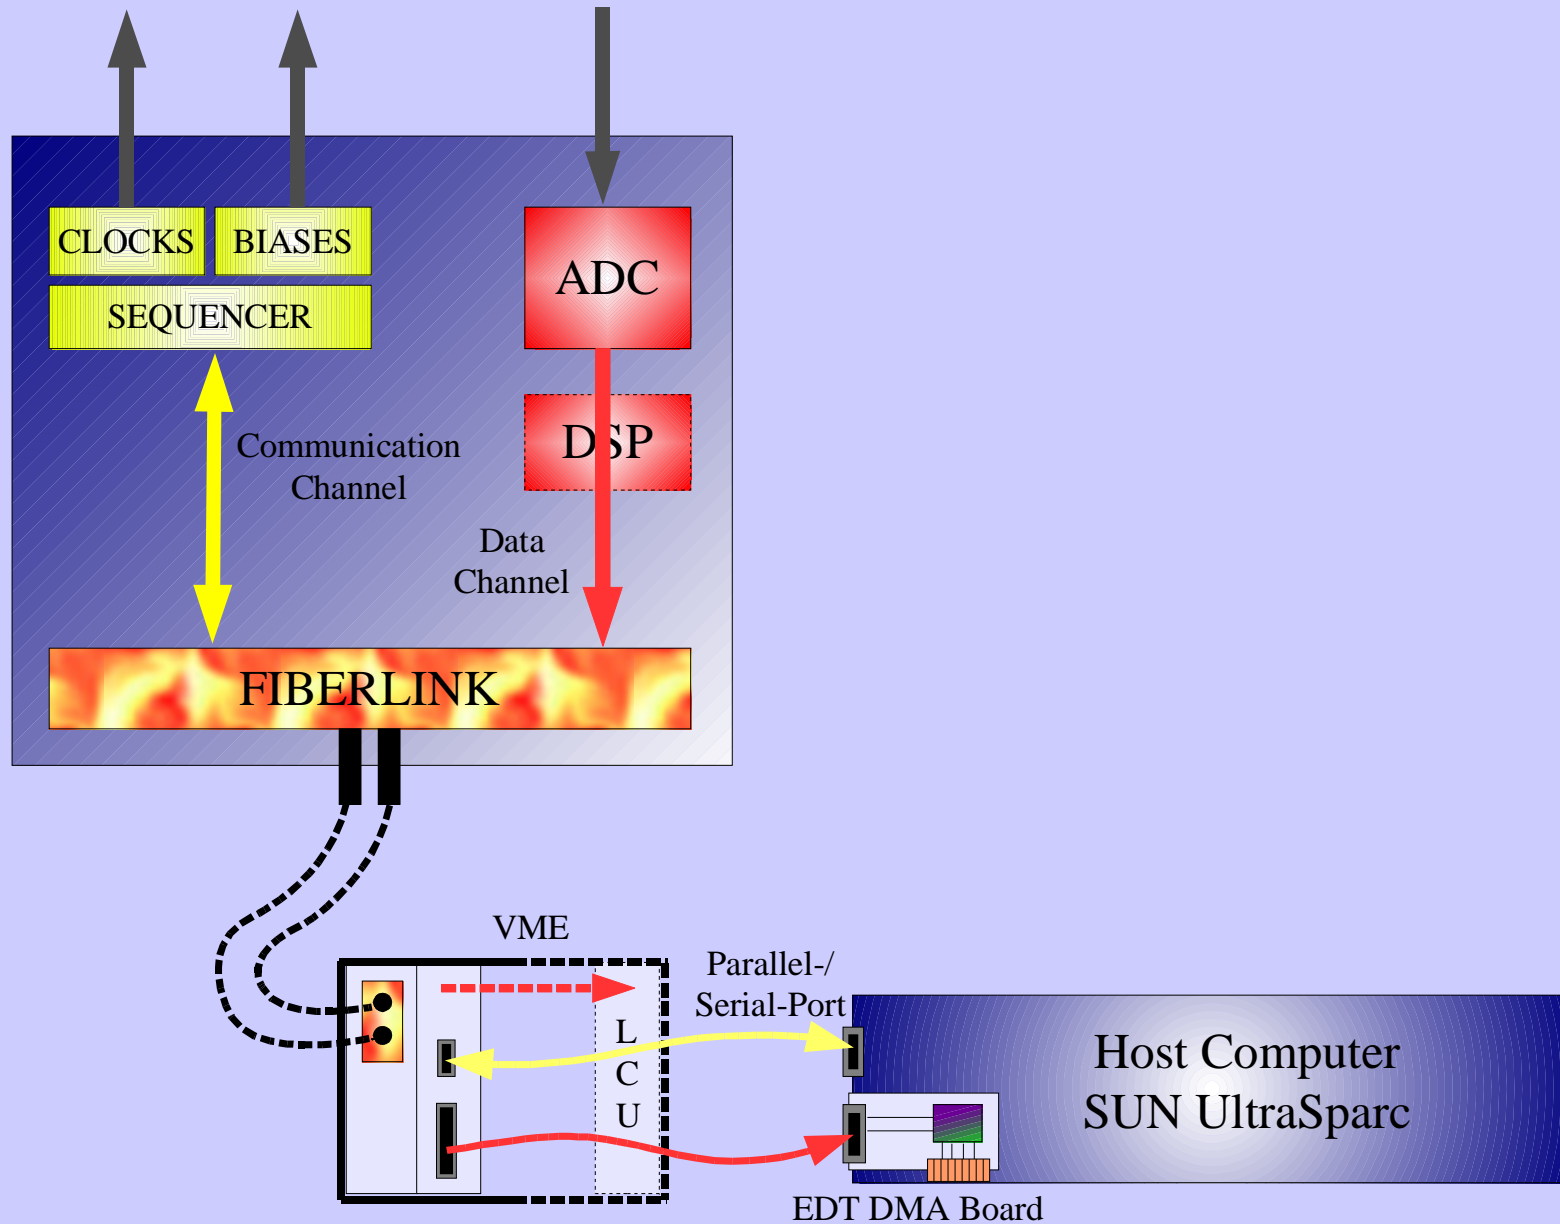 CLOCKS
BIASES
SEQUENCER
ADC
DSP
Communication
Channel
Data
Channel
FIBERLINK
VME
Parallel-/
Serial-Port
L
C
U
Host Computer
SUN UltraSparc
EDT DMA Board